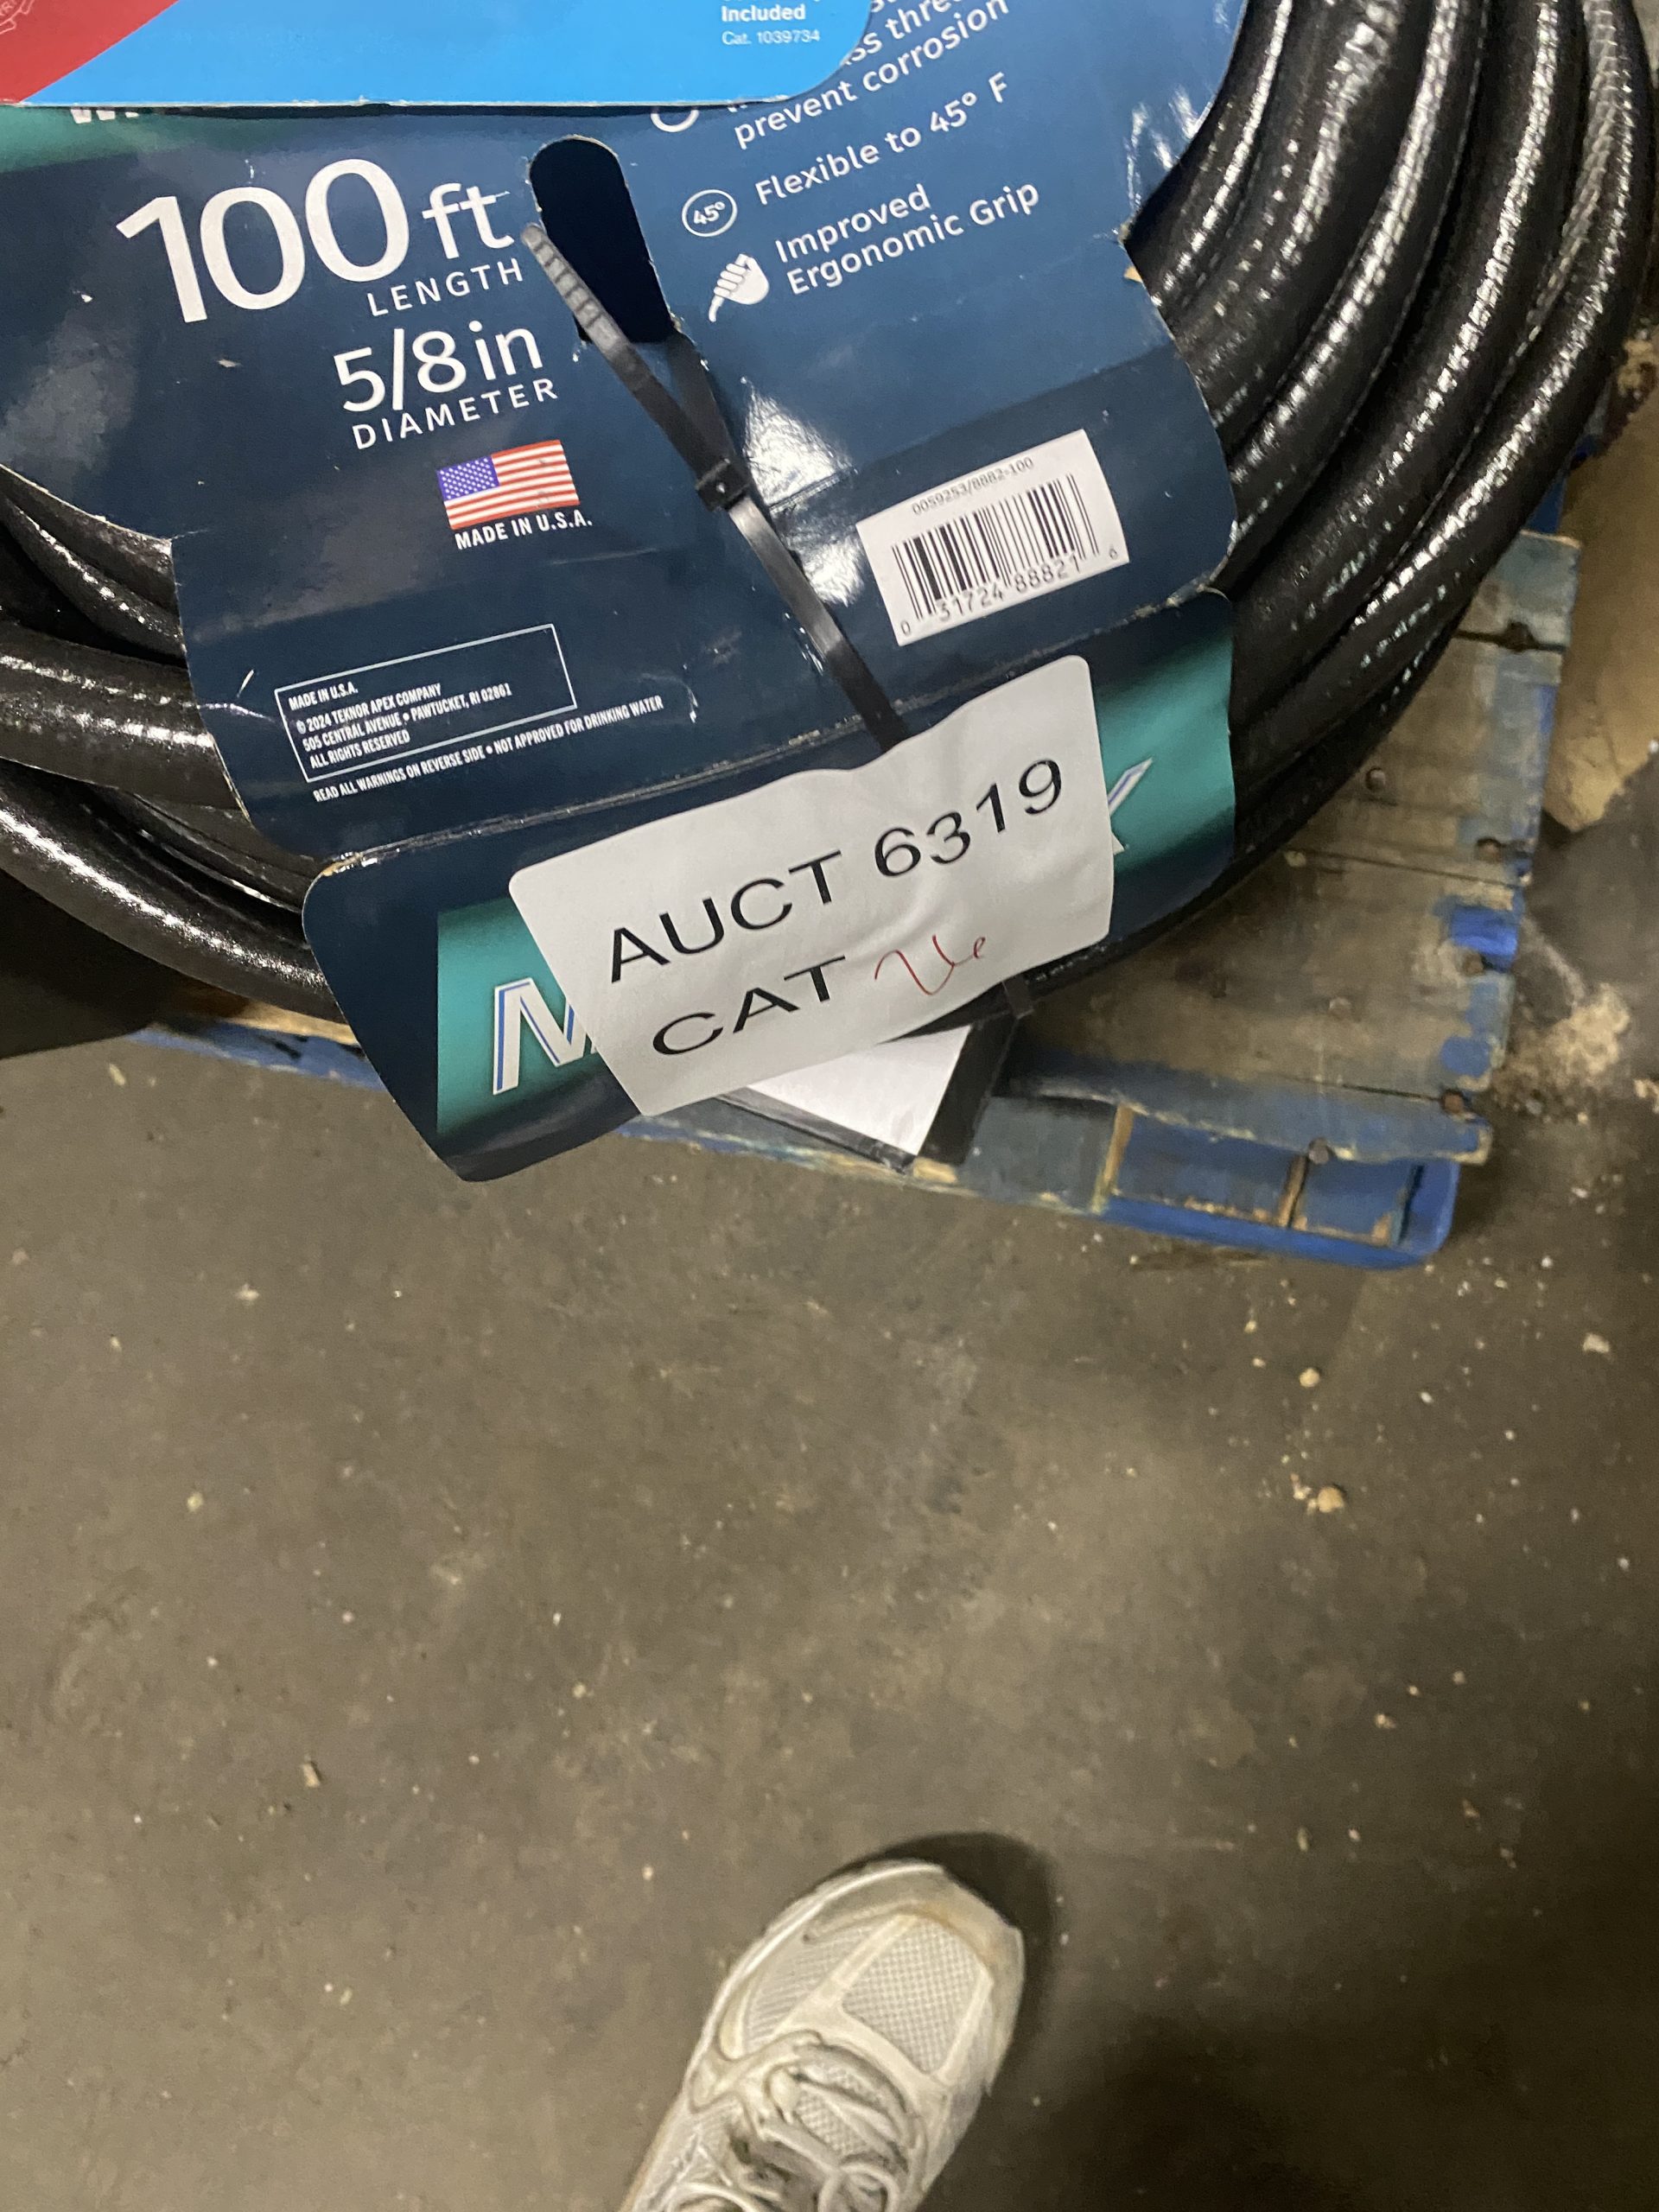 Included
Cat. 1039734
prevent corrosion
45° Flexible to 45° F
Improved
Ergonomic Grip
100 ft
LENGTH
5/8 in
DIAMETER
MADE IN U.S.A.
0059253/8882-100
0 31724 88821 6
MADE IN U.S.A.
© 2024 TEKNOR APEX COMPANY
505 CENTRAL AVENUE • PAWTUCKET, RI 02861
ALL RIGHTS RESERVED
READ ALL WARNINGS ON REVERSE SIDE • NOT APPROVED FOR DRINKING WATER
AUCT 6319
CAT